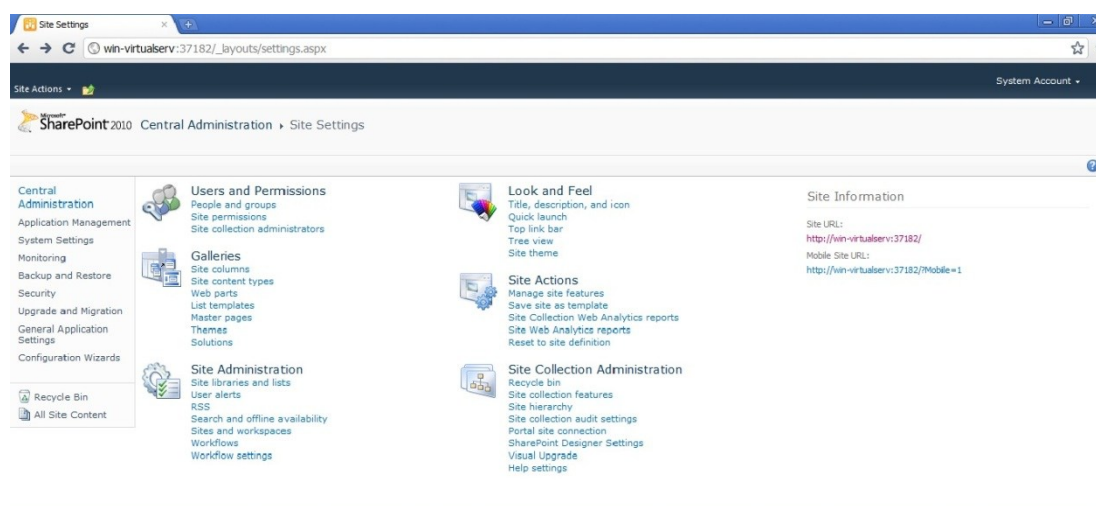 Site Settings
win-virtualserv:37182/_layouts/settings.aspx
Site Actions
System Account
Microsoft
SharePoint 2010 Central Administration Site Settings
Central
Administration
Application Management
System Settings
Monitoring
Backup and Restore
Security
Upgrade and Migration
General Application
Settings
Configuration Wizards
Recycle Bin
All Site Content
Users and Permissions
People and groups
Site permissions
Site collection administrators
Galleries
Site columns
Site content types
Web parts
List templates
Master pages
Themes
Solutions
Site Administration
Site libraries and lists
User alerts
RSS
Search and offline availability
Sites and workspaces
Workflows
Workflow settings
Look and Feel
Title, description, and icon
Quick launch
Top link bar
Tree view
Site theme
Site Actions
Manage site features
Save site as template
Site Collection Web Analytics reports
Site Web Analytics reports
Reset to site definition
Site Collection Administration
Recycle bin
Site collection features
Site hierarchy
Site collection audit settings
Portal site connection
SharePoint Designer Settings
Visual Upgrade
Help settings
Site Information
Site URL:
http://win-virtualserv:37182/
Mobile Site URL:
http://win-virtualserv:37182/?Mobile=1